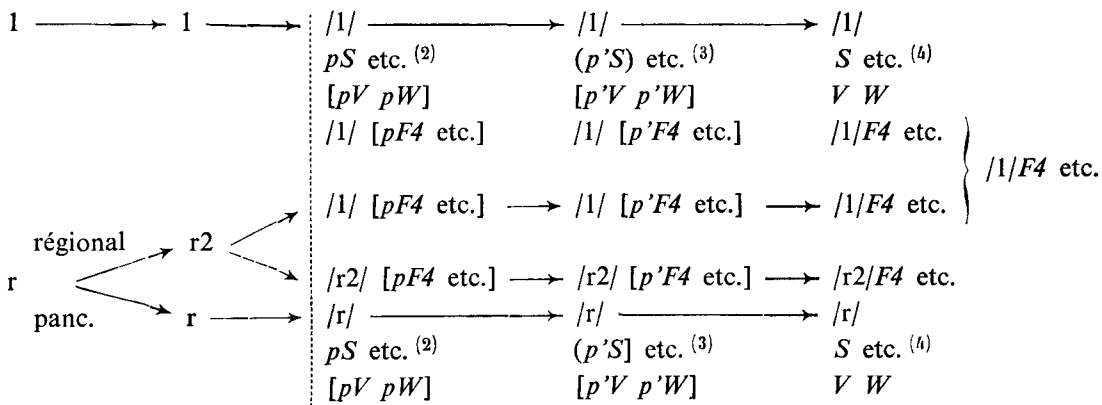 1 ⟶ 1 ⟶ /1/ ⟶ /1/ ⟶ /1/
pS etc. (2) (p'S) etc. (3) S etc. (4)
[pV pW] [p'V p'W] V W
/1/ [pF4 etc.] /1/ [p'F4 etc.] /1/F4 etc.
/1/F4 etc.
/1/ [pF4 etc.] ⟶ /1/ [p'F4 etc.] ⟶ /1/F4 etc.
régional r2
r /r2/ [pF4 etc.] ⟶ /r2/ [p'F4 etc.] ⟶ /r2/F4 etc.
panc. r ⟶ /r/ ⟶ /r/ ⟶ /r/
pS etc. (2) (p'S] etc. (3) S etc. (4)
[pV pW] [p'V p'W] V W